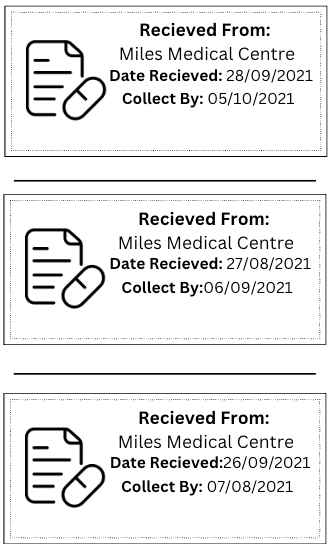 Recieved From:
Miles Medical Centre
Date Recieved: 28/09/2021
Collect By: 05/10/2021
Recieved From:
Miles Medical Centre
Date Recieved: 27/08/2021
Collect By:06/09/2021
Recieved From:
Miles Medical Centre
Date Recieved:26/09/2021
Collect By: 07/08/2021